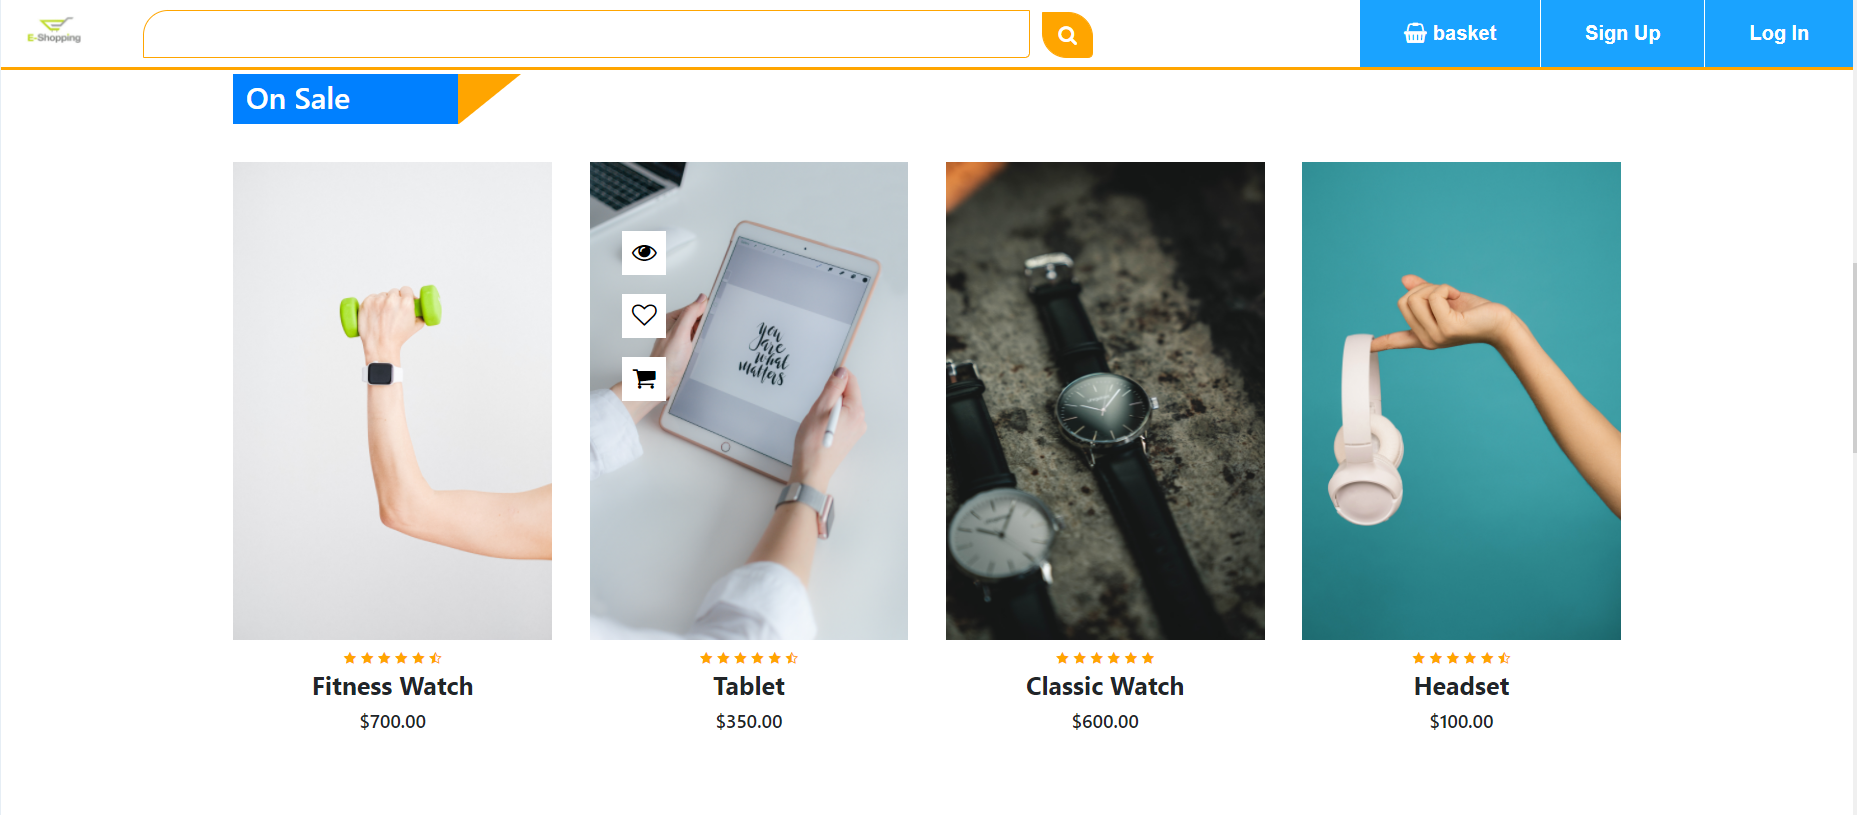 E-Shopping
basket
Sign Up
Log In
On Sale
you
are
what
matters
Fitness Watch
Tablet
Classic Watch
Headset
$700.00
$350.00
$600.00
$100.00